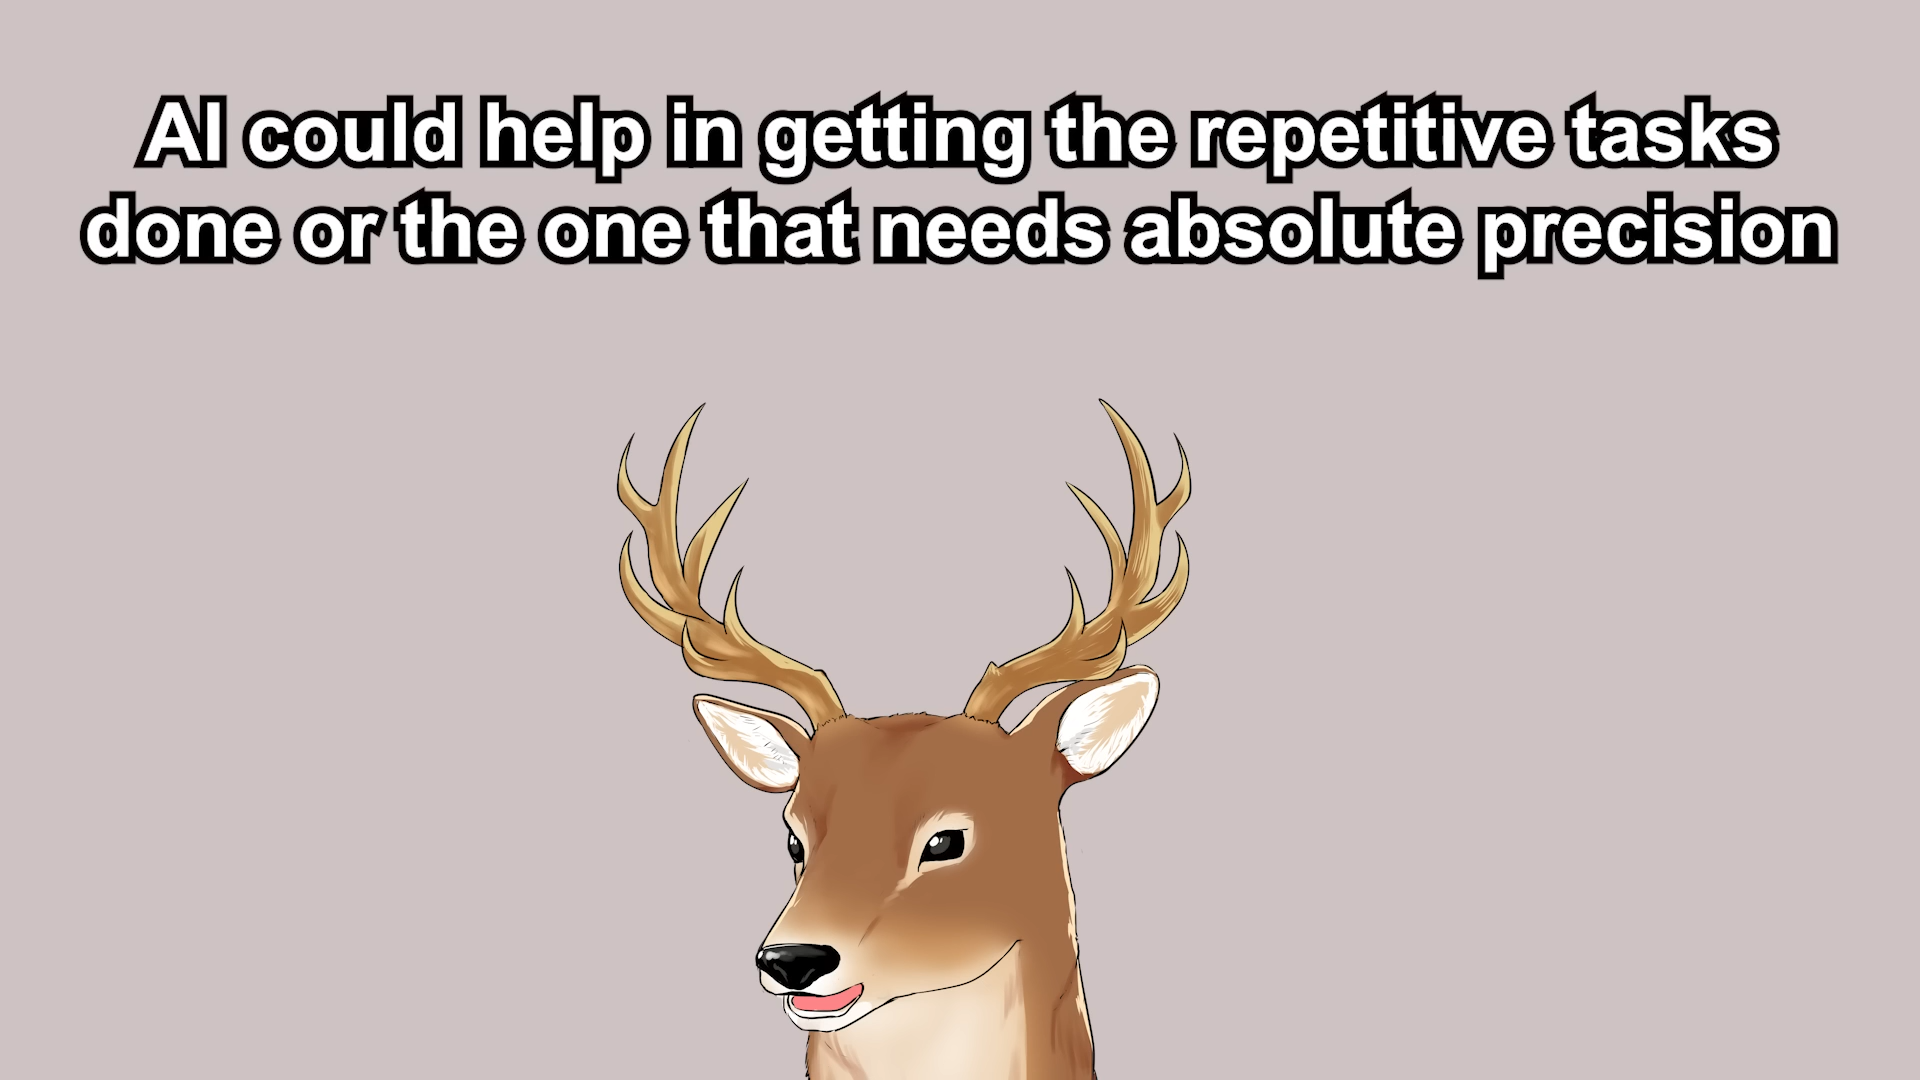 AI could help in getting the repetitive tasks
done or the one that needs absolute precision